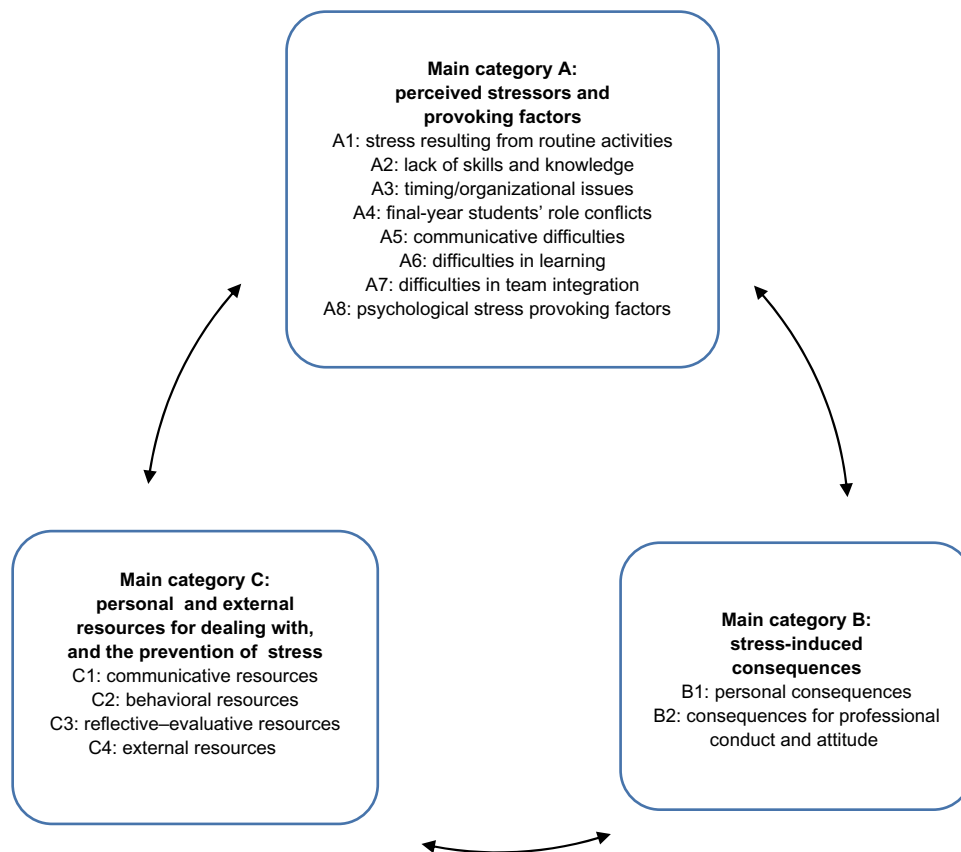 Main category A:
perceived stressors and
provoking factors
A1: stress resulting from routine activities
A2: lack of skills and knowledge
A3: timing/organizational issues
A4: final-year students’ role conflicts
A5: communicative difficulties
A6: difficulties in learning
A7: difficulties in team integration
A8: psychological stress provoking factors
Main category C:
personal and external
resources for dealing with,
and the prevention of stress
C1: communicative resources
C2: behavioral resources
C3: reflective–evaluative resources
C4: external resources
Main category B:
stress-induced
consequences
B1: personal consequences
B2: consequences for professional
conduct and attitude